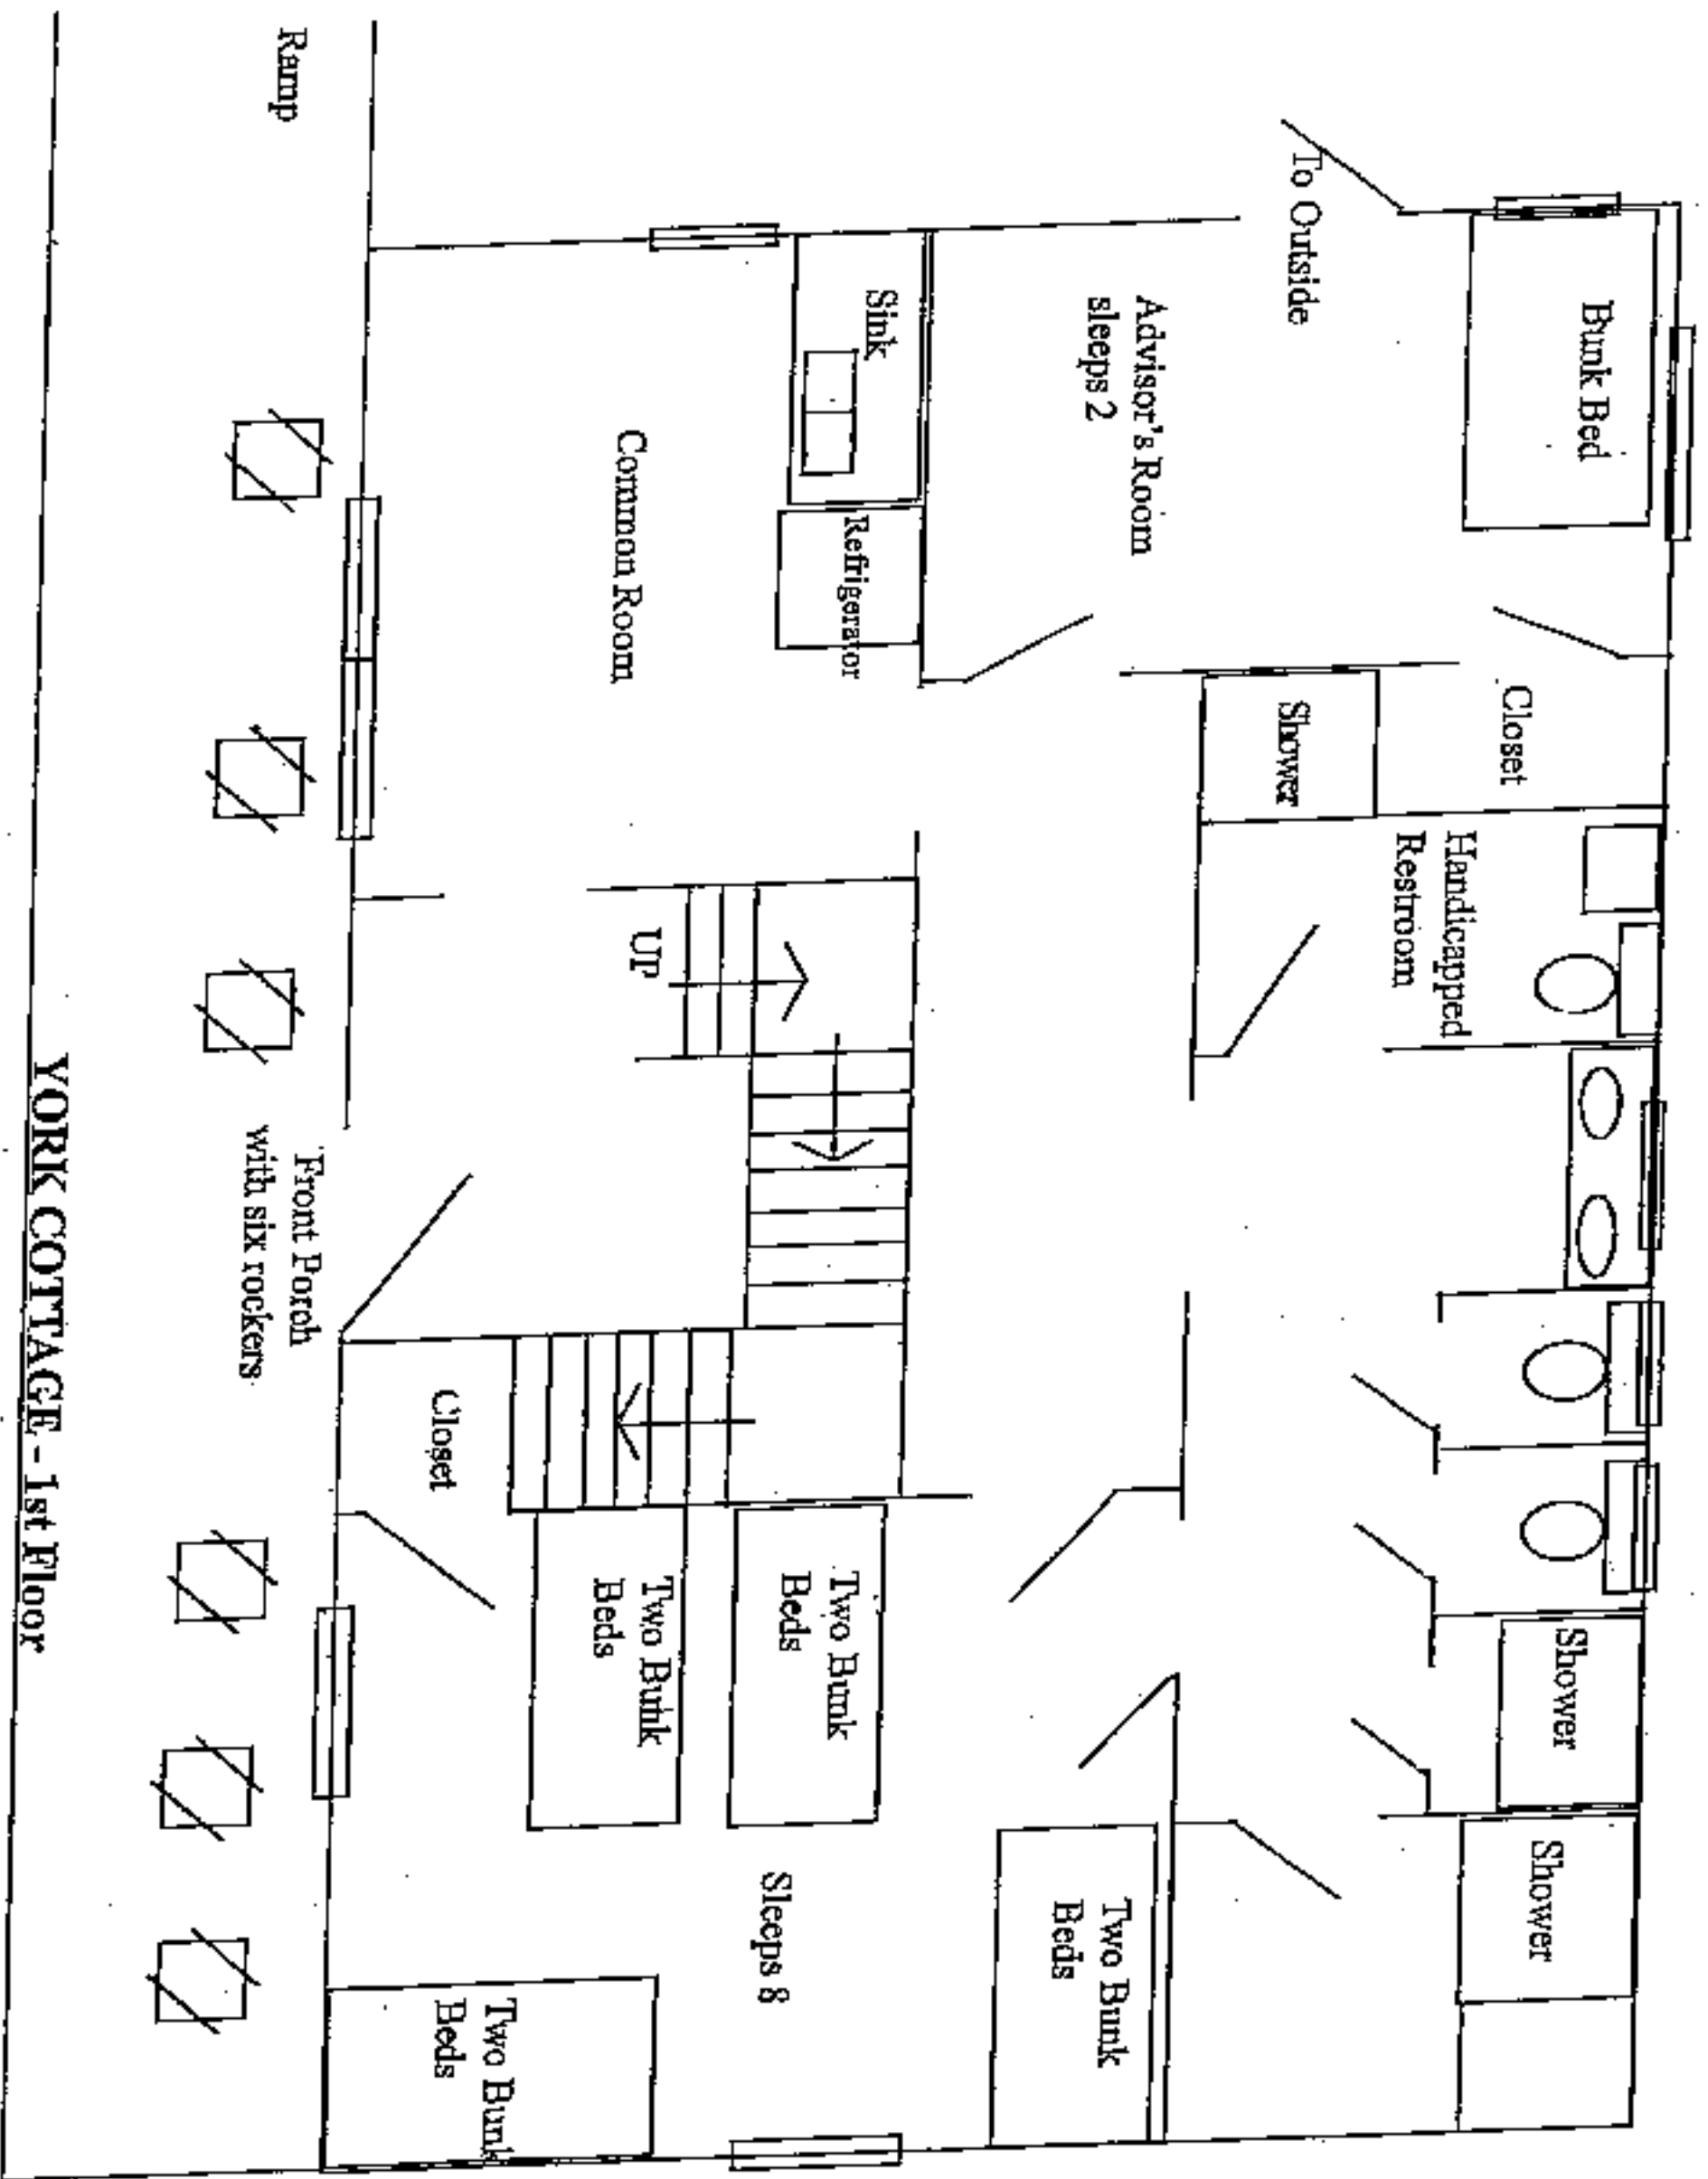 Bunk Bed
To Outside
Advisor's Room
sleeps 2
Closet
Shower
Handicapped
Restroom
Sink
Refrigerator
Common Room
UP
Shower
Shower
Two Bunk
Beds
Two Bunk
Beds
Two Bunk
Beds
Sleeps 8
Two Bunk
Beds
Closet
Ramp
Front Porch
with six rockers
YORK COTTAGE - 1st Floor